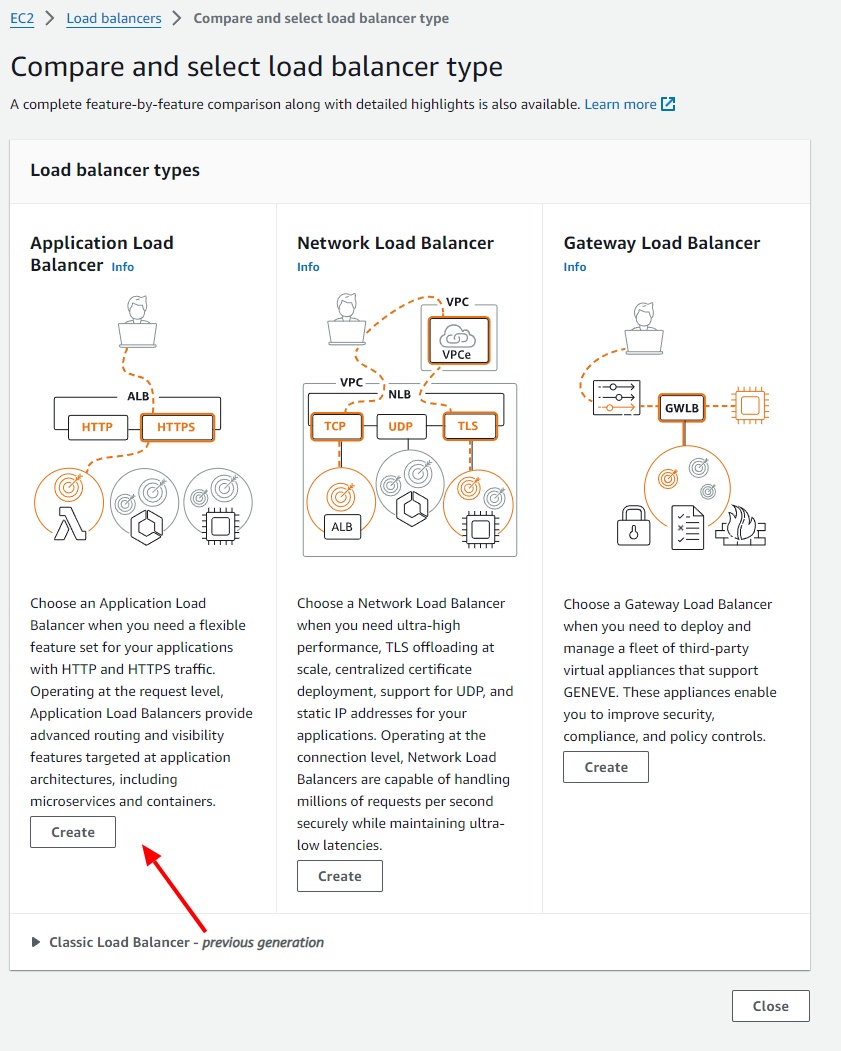 EC2 > Load balancers > Compare and select load balancer type
Compare and select load balancer type
A complete feature-by-feature comparison along with detailed highlights is also available. Learn more
Load balancer types
Application Load
Balancer Info
ALB
HTTP
HTTPS
Choose an Application Load
Balancer when you need a flexible
feature set for your applications
with HTTP and HTTPS traffic.
Operating at the request level,
Application Load Balancers provide
advanced routing and visibility
features targeted at application
architectures, including
microservices and containers.
Create
Network Load Balancer
Info
VPC
VPCe
VPC
NLB
TCP
UDP
TLS
ALB
Choose a Network Load Balancer
when you need ultra-high
performance, TLS offloading at
scale, centralized certificate
deployment, support for UDP, and
static IP addresses for your
applications. Operating at the
connection level, Network Load
Balancers are capable of handling
millions of requests per second
securely while maintaining ultra-
low latencies.
Create
Gateway Load Balancer
Info
GWLB
Choose a Gateway Load Balancer
when you need to deploy and
manage a fleet of third-party
virtual appliances that support
GENEVE. These appliances enable
you to improve security,
compliance, and policy controls.
Create
Classic Load Balancer - previous generation
Close